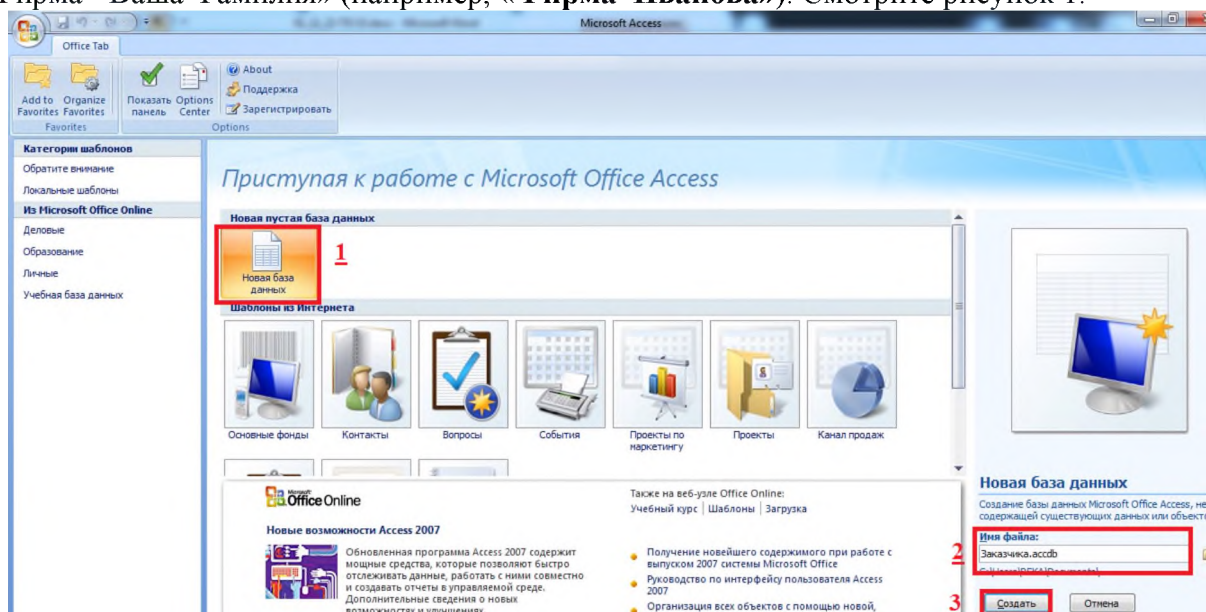 Фирма «Ваша Фамилия» (например, «Фирма Иванова»). Смотрите рисунок 1.
Microsoft Access
Office Tab
Add to Favorites
Organize Favorites
Показать панель
Options Center
About
Поддержка
Зарегистрировать
Favorites
Options
Категории шаблонов
Обратите внимание
Локальные шаблоны
Из Microsoft Office Online
Деловые
Образование
Личные
Учебная база данных
Приступая к работе с Microsoft Office Access
Новая пустая база данных
Новая база
данных
1
Шаблоны из Интернета
Основные фонды
Контакты
Вопросы
События
Проекты по
маркетингу
Проекты
Канал продаж
Microsoft
Office Online
Новые возможности Access 2007
Обновленная программа Access 2007 содержит
мощные средства, которые позволяют быстро
отслеживать данные, работать с ними совместно
и создавать отчеты в управляемой среде.
Дополнительные сведения о новых
возможностях и улучшениях.
Также на веб-узле Office Online:
Учебный курс | Шаблоны | Загрузка
Получение новейшего содержимого при работе с
выпуском 2007 системы Microsoft Office
Руководство по интерфейсу пользователя Access
2007
Организация всех объектов с помощью новой,
Новая база данных
Создание базы данных Microsoft Office Access, не
содержащей существующих данных или объекто
2
Имя файла:
Заказчика.accdb
3
Создать
Отмена